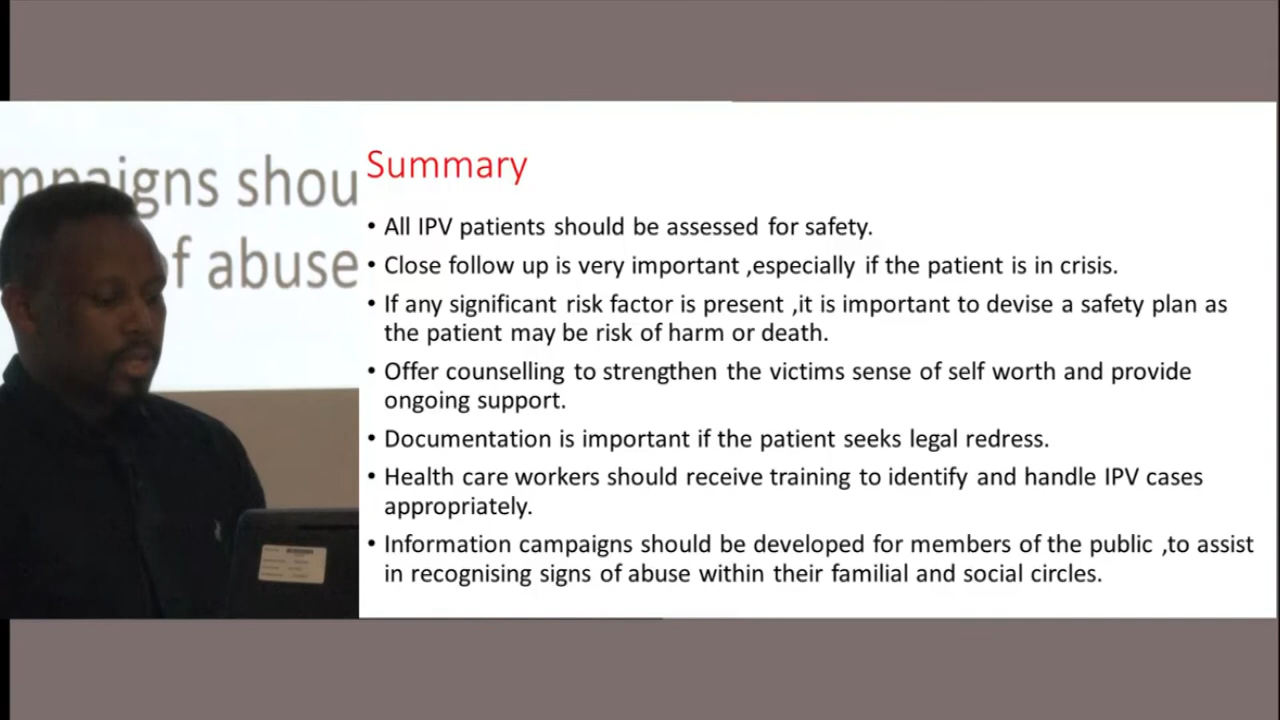 mpaigns shou
of abuse
Summary
• All IPV patients should be assessed for safety.
• Close follow up is very important ,especially if the patient is in crisis.
• If any significant risk factor is present ,it is important to devise a safety plan as
the patient may be risk of harm or death.
• Offer counselling to strengthen the victims sense of self worth and provide
ongoing support.
• Documentation is important if the patient seeks legal redress.
• Health care workers should receive training to identify and handle IPV cases
appropriately.
• Information campaigns should be developed for members of the public ,to assist
in recognising signs of abuse within their familial and social circles.